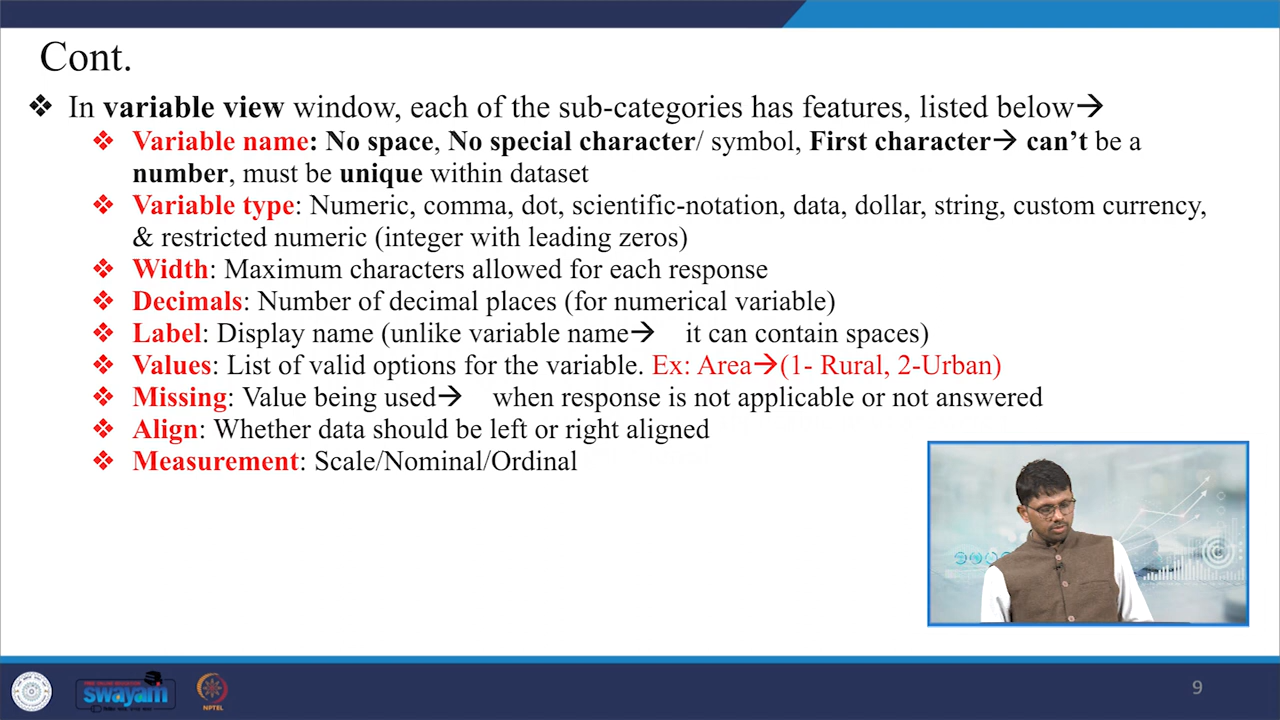 Cont.
❖ In variable view window, each of the sub-categories has features, listed below→
❖ Variable name: No space, No special character/ symbol, First character→ can’t be a
number, must be unique within dataset
❖ Variable type: Numeric, comma, dot, scientific-notation, data, dollar, string, custom currency,
& restricted numeric (integer with leading zeros)
❖ Width: Maximum characters allowed for each response
❖ Decimals: Number of decimal places (for numerical variable)
❖ Label: Display name (unlike variable name→ it can contain spaces)
❖ Values: List of valid options for the variable. Ex: Area→(1- Rural, 2-Urban)
❖ Missing: Value being used→ when response is not applicable or not answered
❖ Align: Whether data should be left or right aligned
❖ Measurement: Scale/Nominal/Ordinal
swayam
NPTEL
9